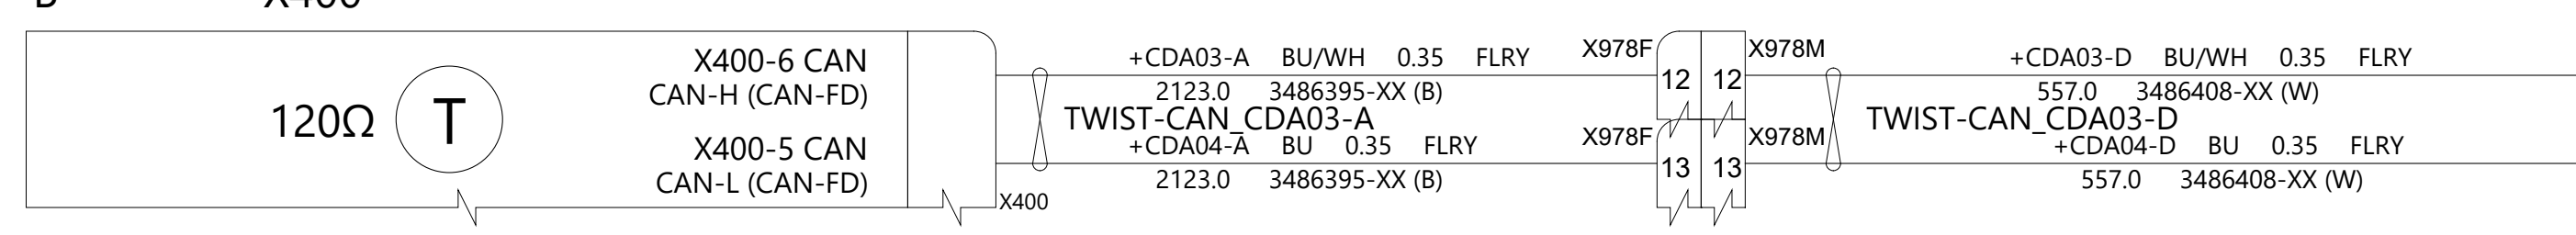 B X400
X400-6 CAN
CAN-H (CAN-FD)
120Ω T
X400-5 CAN
CAN-L (CAN-FD)
X400
+CDA03-A BU/WH 0.35 FLRY
2123.0 3486395-XX (B)
TWIST-CAN_CDA03-A
+CDA04-A BU 0.35 FLRY
2123.0 3486395-XX (B)
X978F 12 12 X978M
X978F 13 13 X978M
+CDA03-D BU/WH 0.35 FLRY
557.0 3486408-XX (W)
TWIST-CAN_CDA03-D
+CDA04-D BU 0.35 FLRY
557.0 3486408-XX (W)